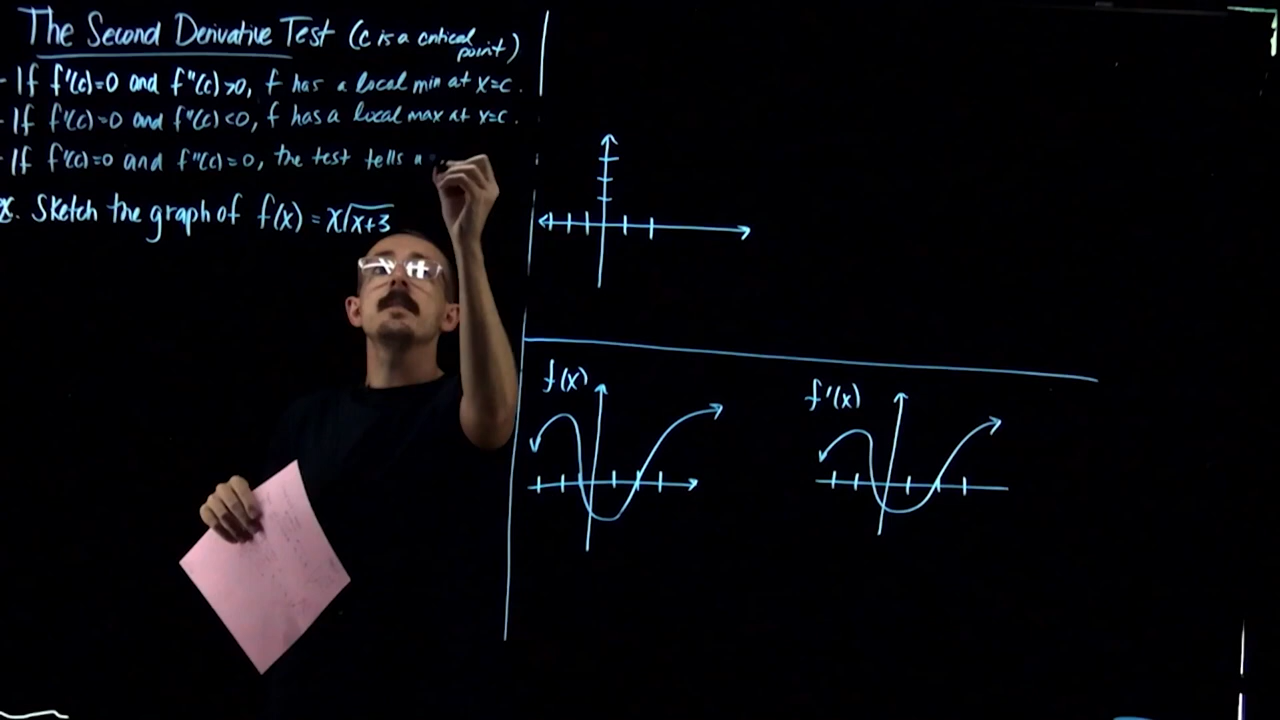 The Second Derivative Test (c is a critical point)
- If f'(c)=0 and f"(c)>0, f has a local min at x=c.
- If f'(c)=0 and f"(c)<0, f has a local max at x=c.
- If f'(c)=0 and f"(c)=0, the test tells
x. Sketch the graph of f(x) = x√x+3
f(x)
f'(x)